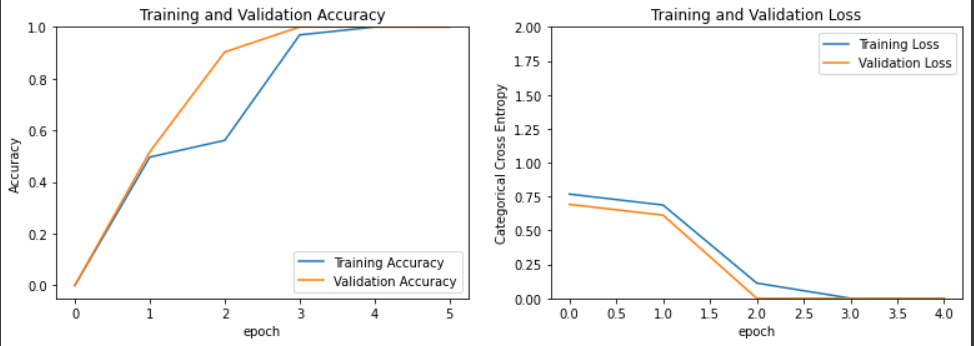 Training and Validation Accuracy
1.0
0.8
0.6
0.4
0.2
0.0
Accuracy
Training Accuracy
Validation Accuracy
0 1 2 3 4 5
epoch
Training and Validation Loss
2.00
1.75
1.50
1.25
1.00
0.75
0.50
0.25
0.00
Categorical Cross Entropy
Training Loss
Validation Loss
0.0 0.5 1.0 1.5 2.0 2.5 3.0 3.5 4.0
epoch